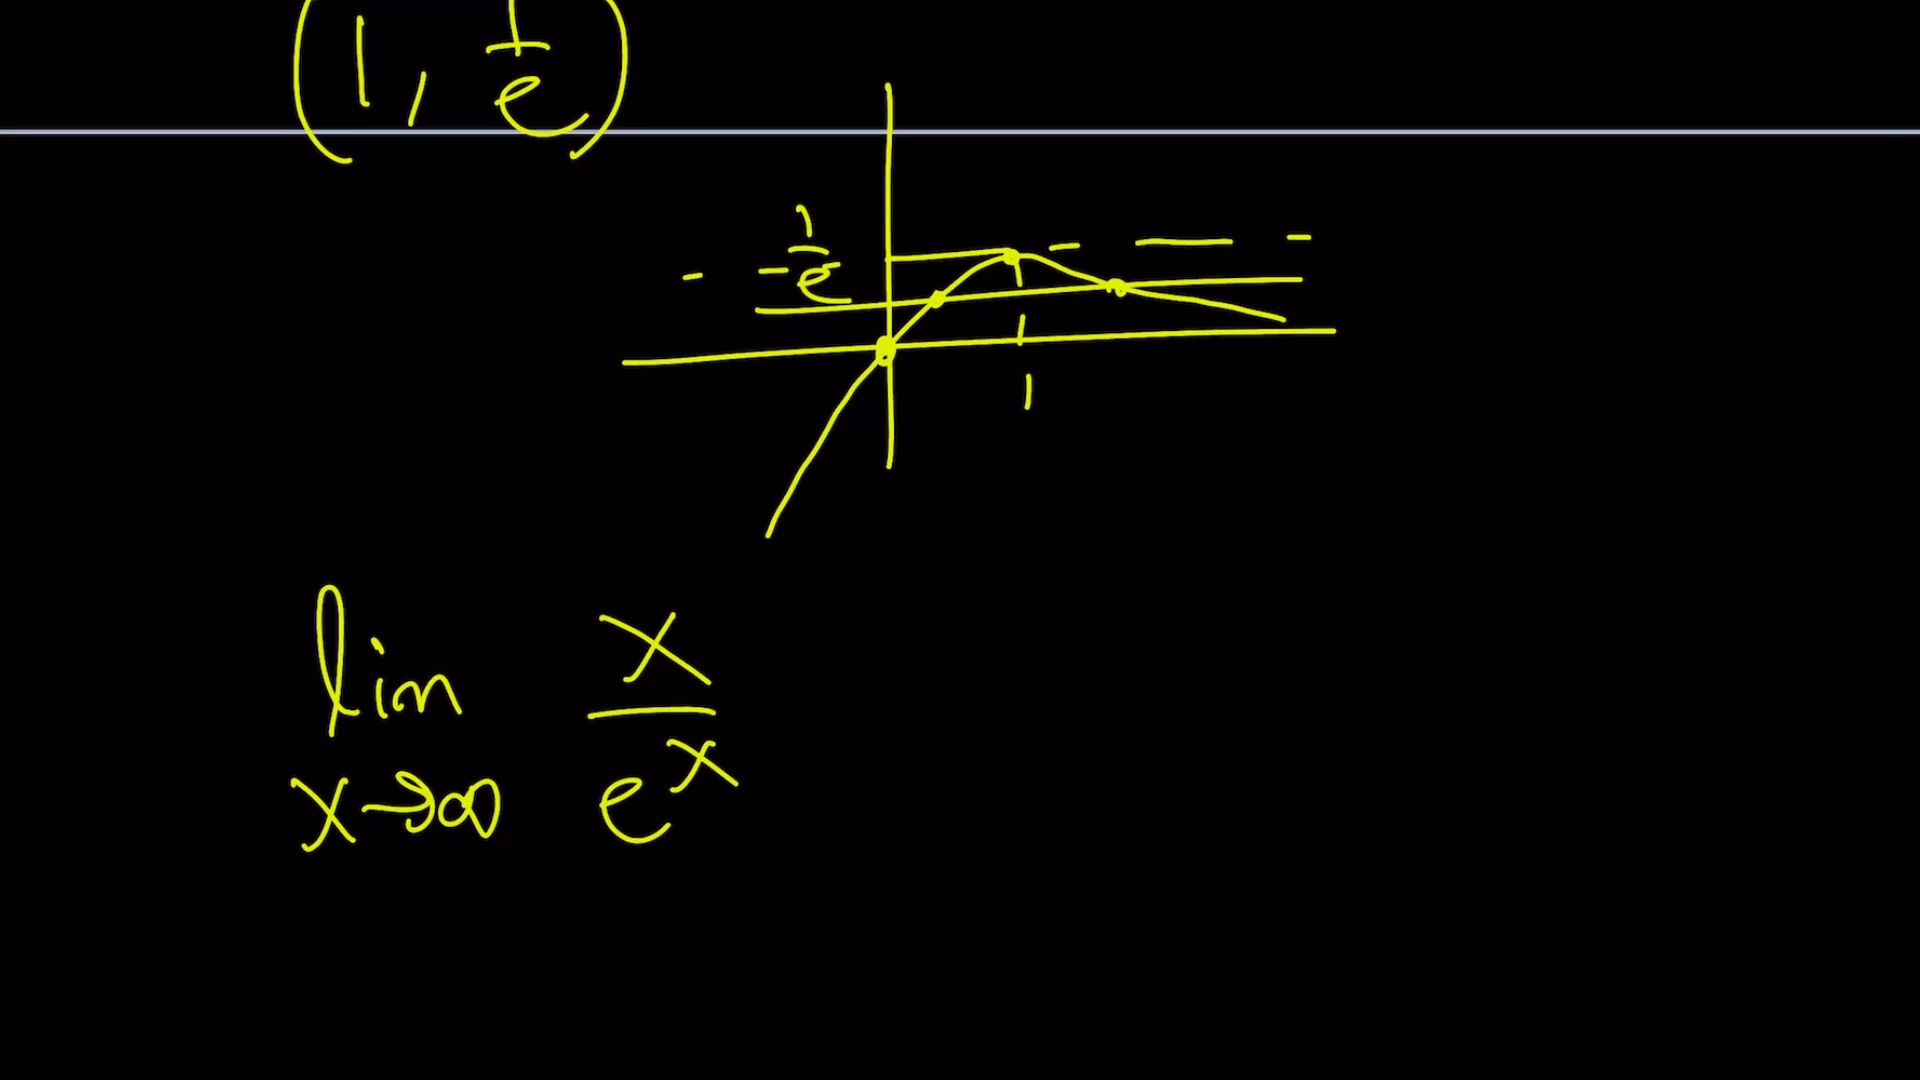 (1, 1/e)
1/e
1
lim x→∞ x/e^x